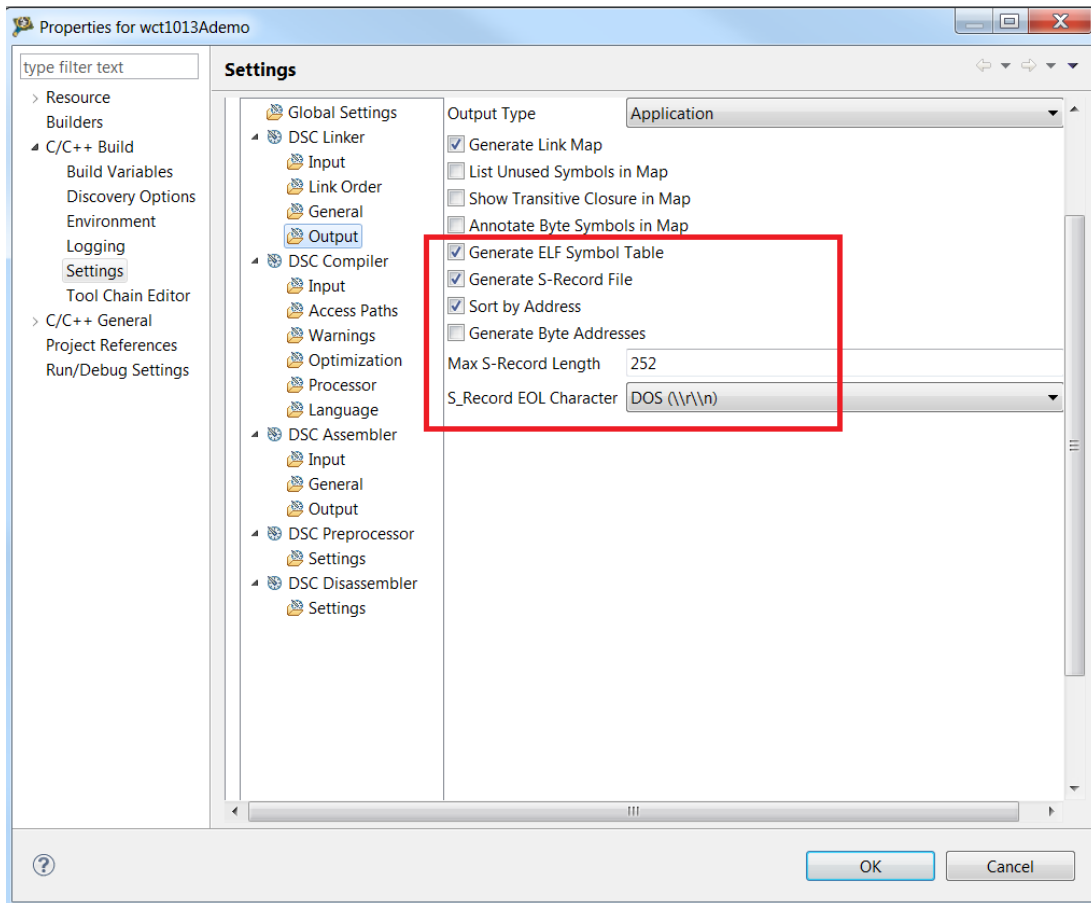 Properties for wct1013Ademo
type filter text
Resource
Builders
C/C++ Build
Build Variables
Discovery Options
Environment
Logging
Settings
Tool Chain Editor
C/C++ General
Project References
Run/Debug Settings
Settings
Global Settings
DSC Linker
Input
Link Order
General
Output
DSC Compiler
Input
Access Paths
Warnings
Optimization
Processor
Language
DSC Assembler
Input
General
Output
DSC Preprocessor
Settings
DSC Disassembler
Settings
Output Type Application
Generate Link Map
List Unused Symbols in Map
Show Transitive Closure in Map
Annotate Byte Symbols in Map
Generate ELF Symbol Table
Generate S-Record File
Sort by Address
Generate Byte Addresses
Max S-Record Length 252
S_Record EOL Character DOS (\\r\\n)
OK Cancel